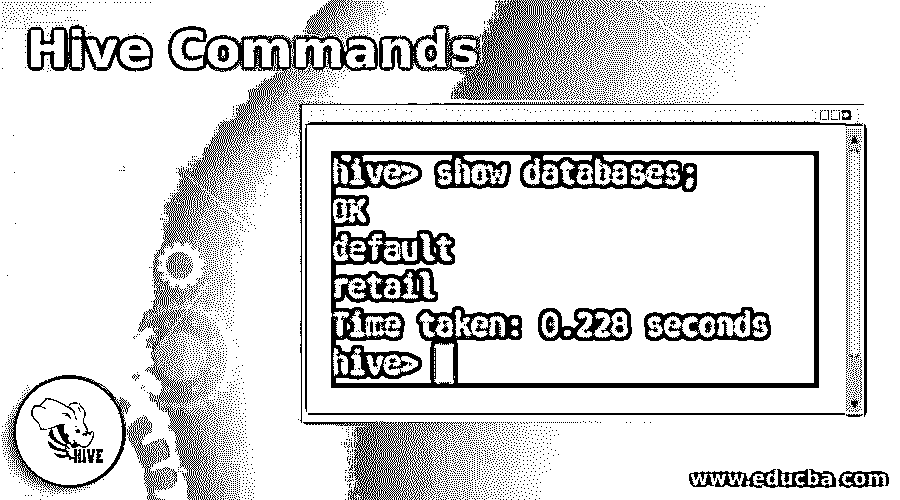 Hive Commands
hive> show databases;
OK
default
retail
Time taken: 0.228 seconds
hive>
HIVE
www.educba.com